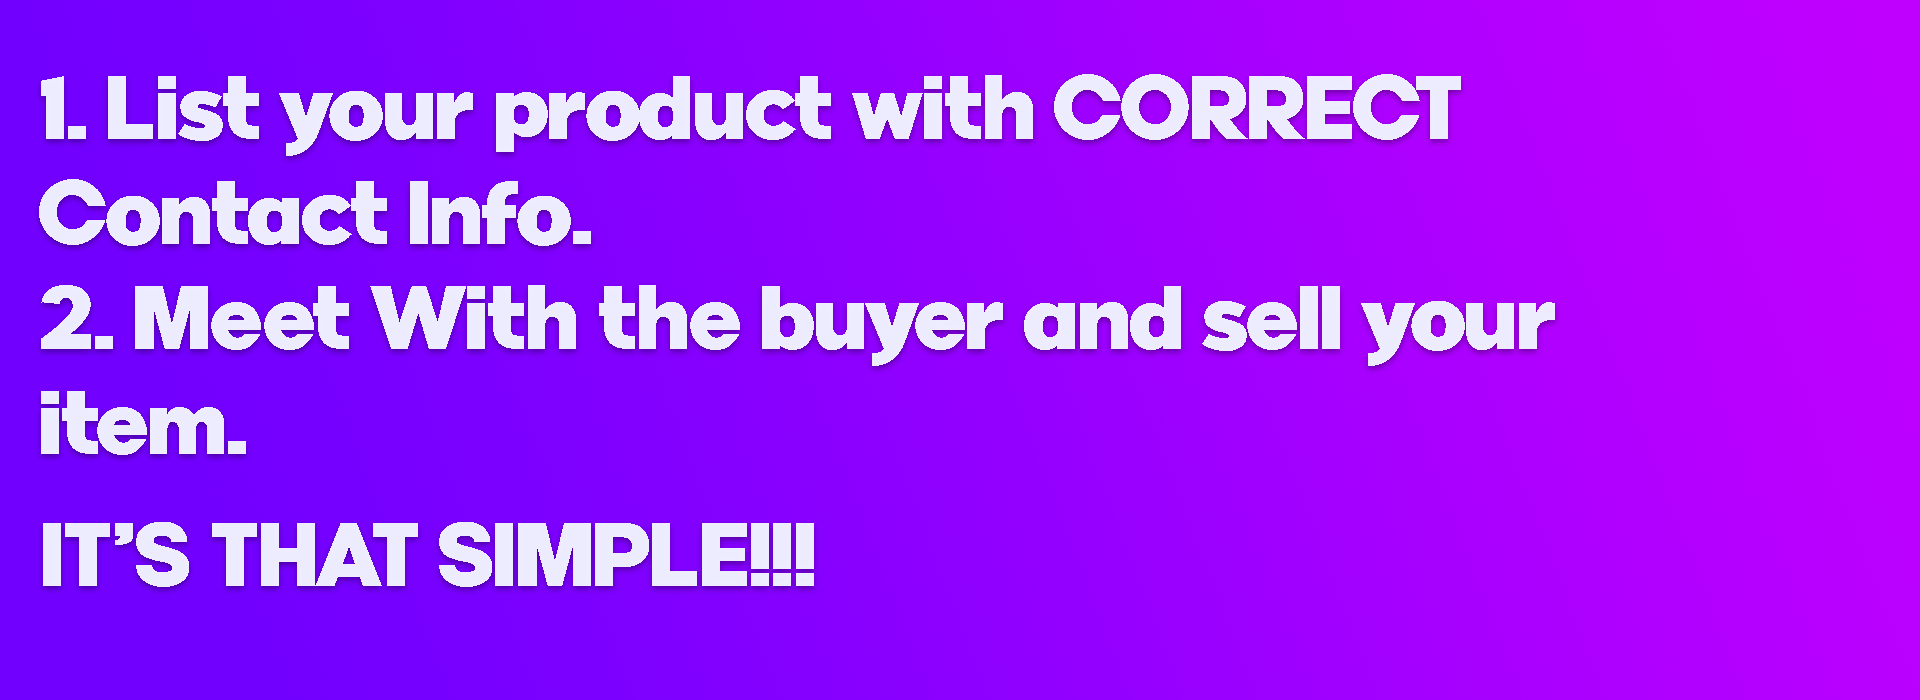 1. List your product with CORRECT
Contact Info.
2. Meet With the buyer and sell your
item.
IT’S THAT SIMPLE!!!